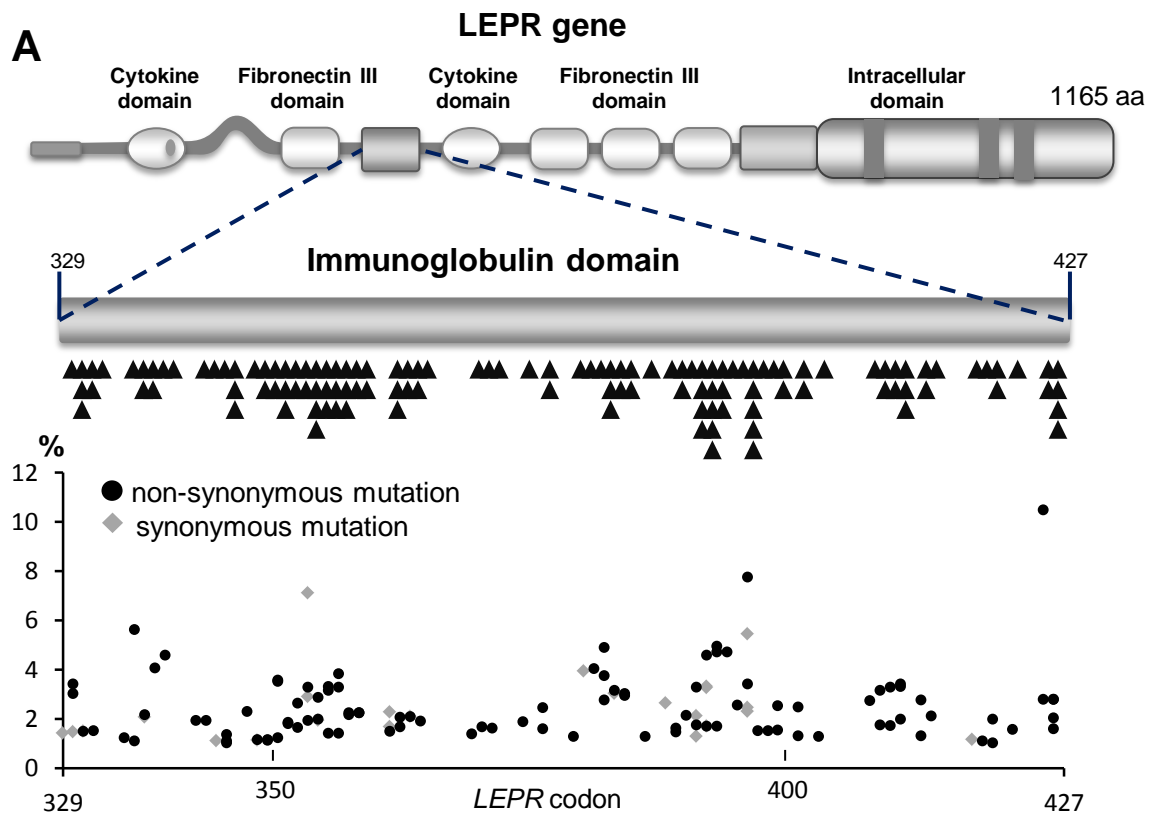 A
LEPR gene
Cytokine
domain
Fibronectin III
domain
Cytokine
domain
Fibronectin III
domain
Intracellular
domain
1165 aa
329
Immunoglobulin domain
427
%
12
10
8
6
4
2
0
non-synonymous mutation
synonymous mutation
329
350
LEPR codon
400
427